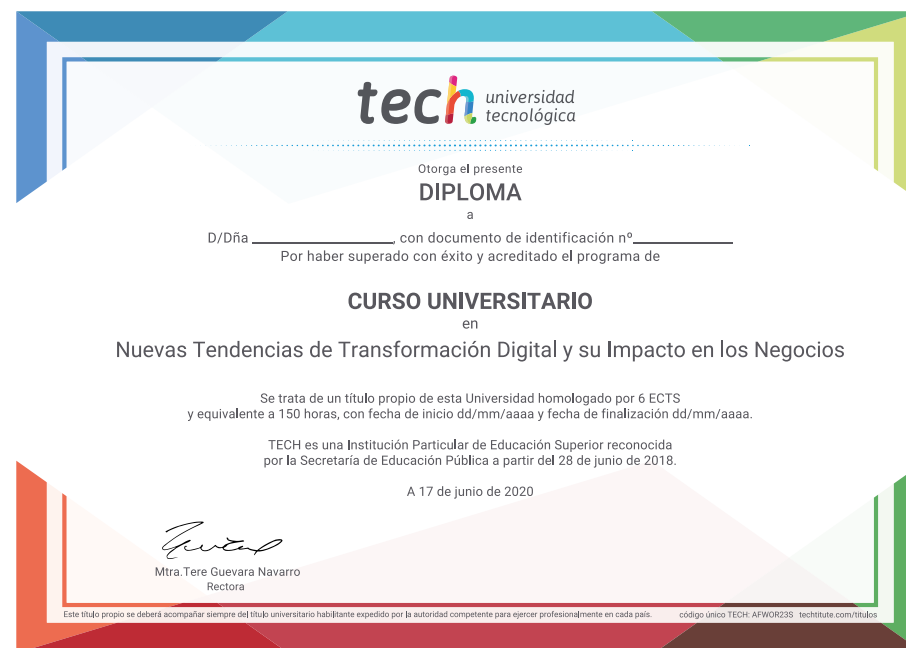 tech universidad
tecnológica
Otorga el presente
DIPLOMA
a
D/Dña ____________________, con documento de identificación nº______________
Por haber superado con éxito y acreditado el programa de
CURSO UNIVERSITARIO
en
Nuevas Tendencias de Transformación Digital y su Impacto en los Negocios
Se trata de un título propio de esta Universidad homologado por 6 ECTS
y equivalente a 150 horas, con fecha de inicio dd/mm/aaaa y fecha de finalización dd/mm/aaaa.
TECH es una Institución Particular de Educación Superior reconocida
por la Secretaría de Educación Pública a partir del 28 de junio de 2018.
A 17 de junio de 2020
Mtra.Tere Guevara Navarro
Rectora
Este título propio se deberá acompañar siempre del título universitario habilitante expedido por la autoridad competente para ejercer profesionalmente en cada país. código único TECH: AFWOR23S techtitute.com/titulos